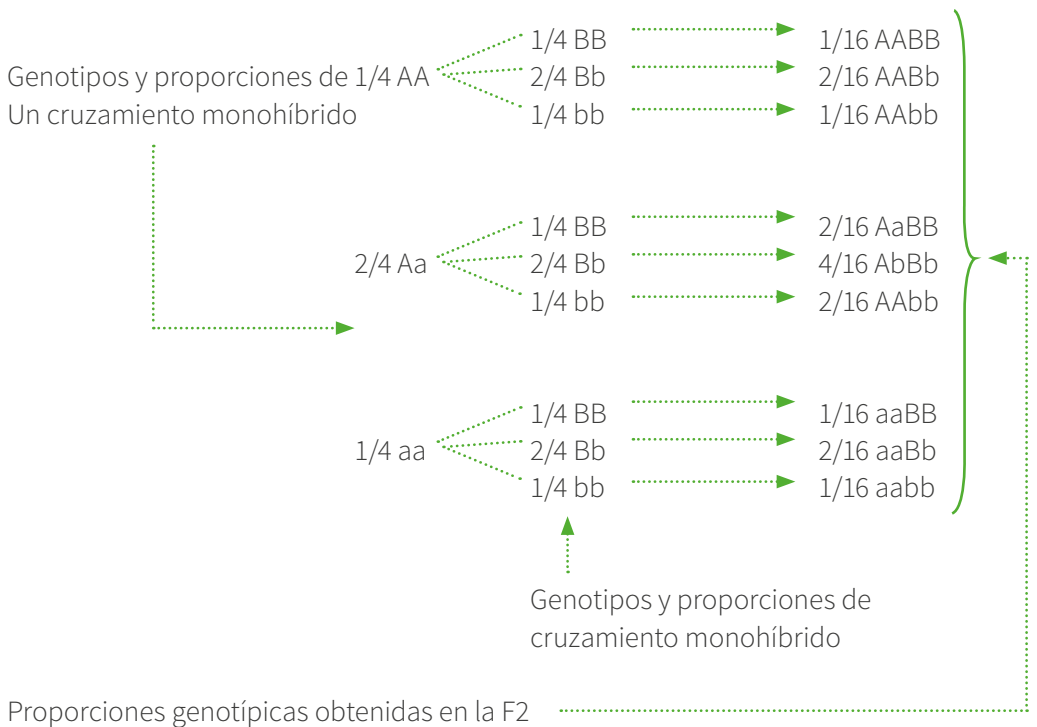 1/4 BB 1/16 AABB
Genotipos y proporciones de 1/4 AA 2/4 Bb 2/16 AABb
Un cruzamiento monohíbrido 1/4 bb 1/16 AAbb
1/4 BB 2/16 AaBB
2/4 Aa 2/4 Bb 4/16 AbBb
1/4 bb 2/16 AAbb
1/4 BB 1/16 aaBB
1/4 aa 2/4 Bb 2/16 aaBb
1/4 bb 1/16 aabb
Genotipos y proporciones de
cruzamiento monohíbrido
Proporciones genotípicas obtenidas en la F2